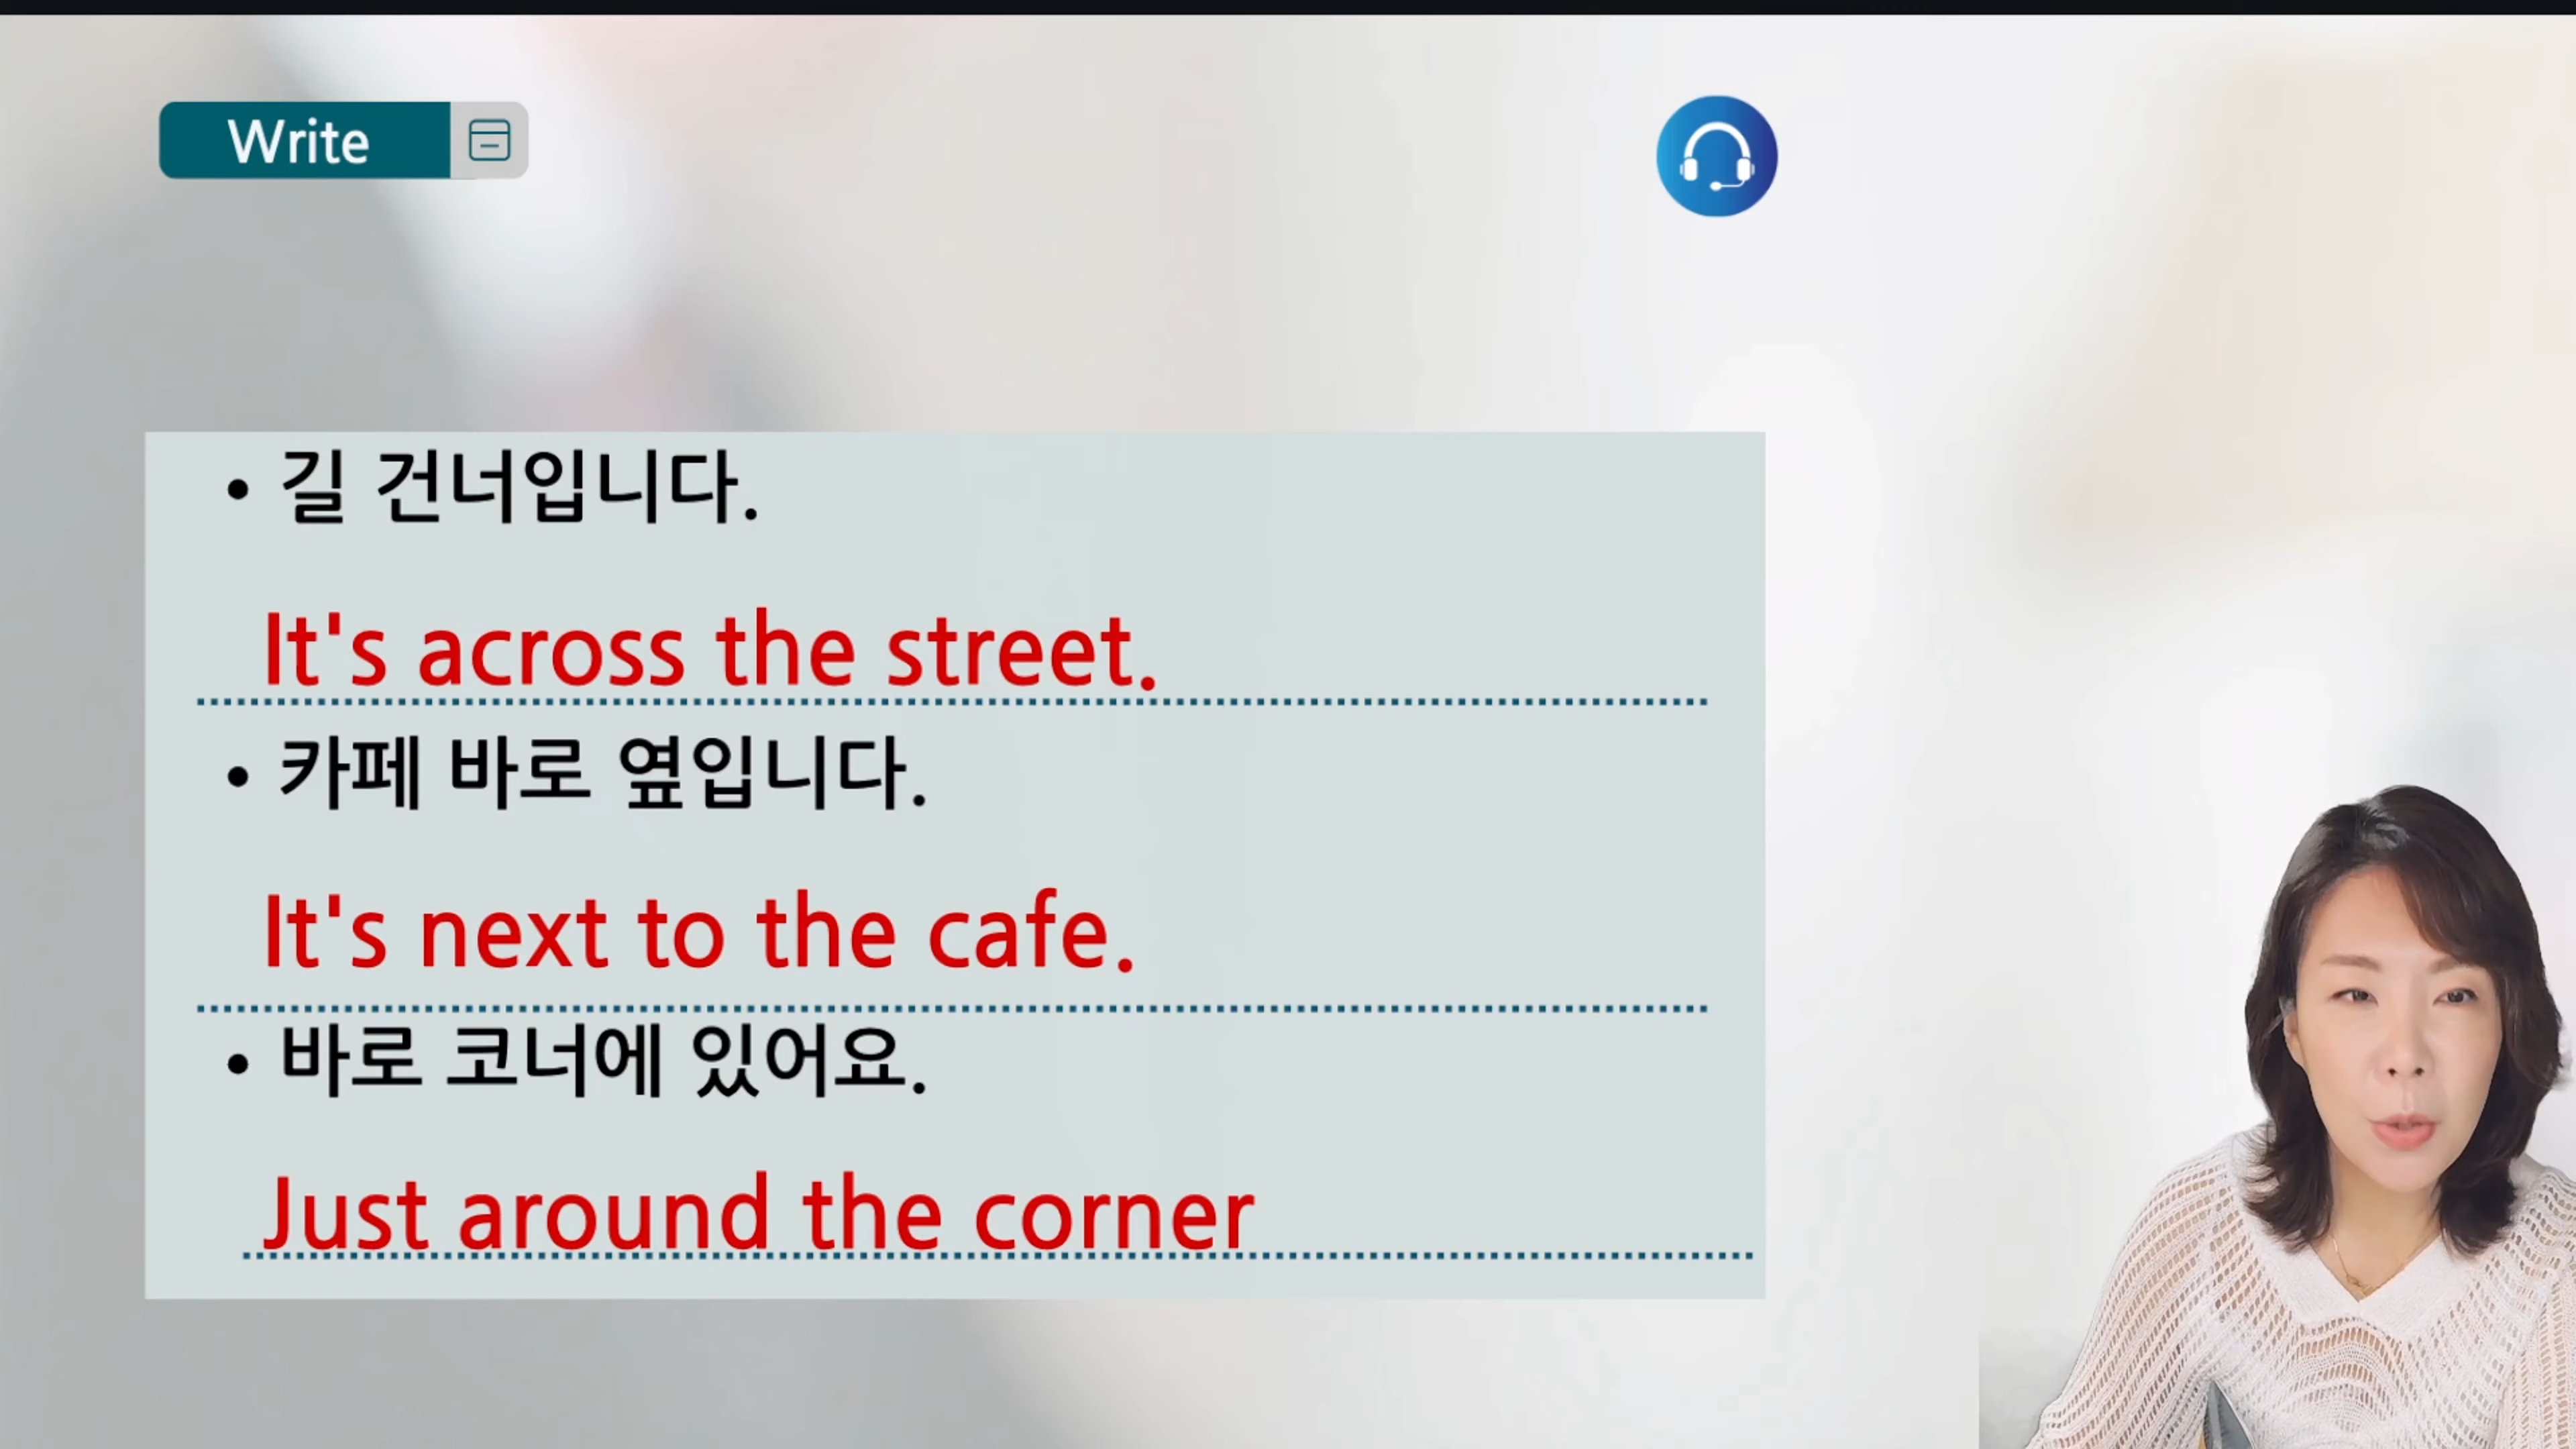 Write
• 길 건너입니다.
It's across the street.
• 카페 바로 옆입니다.
It's next to the cafe.
• 바로 코너에 있어요.
Just around the corner